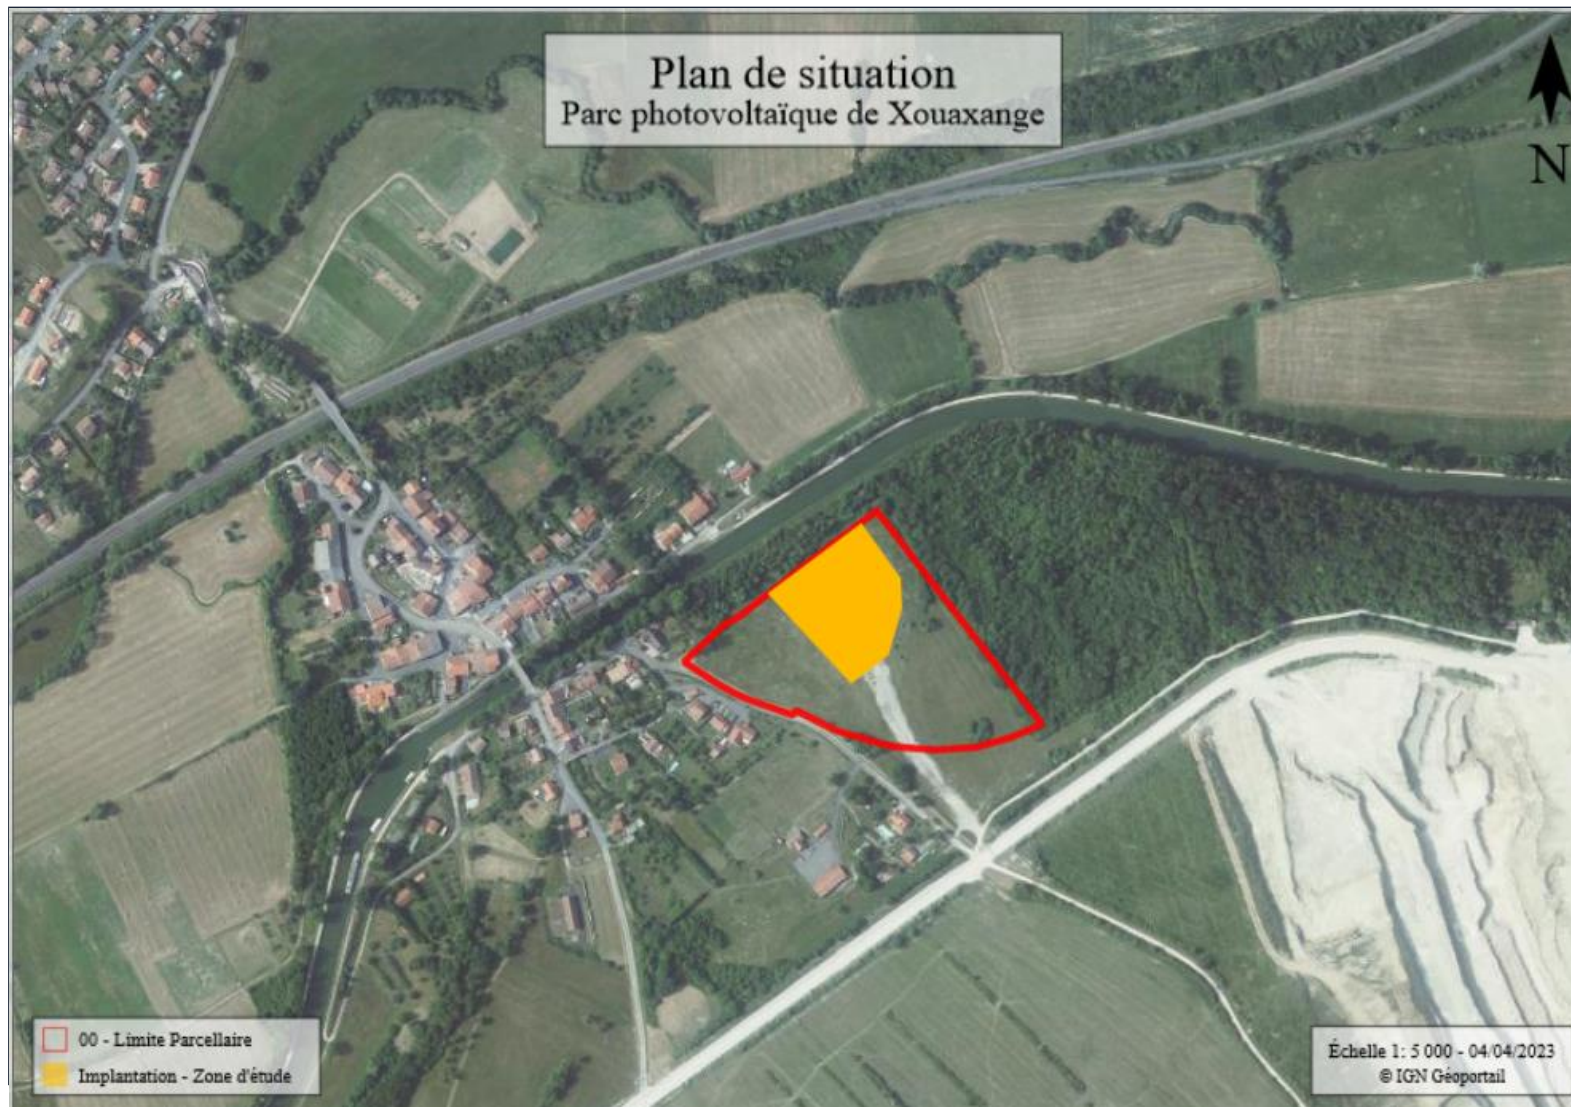 Plan de situation
Parc photovoltaïque de Xouaxange
N
00 - Limite Parcellaire
Implantation - Zone d'étude
Échelle 1: 5 000 - 04/04/2023
© IGN Géoportail